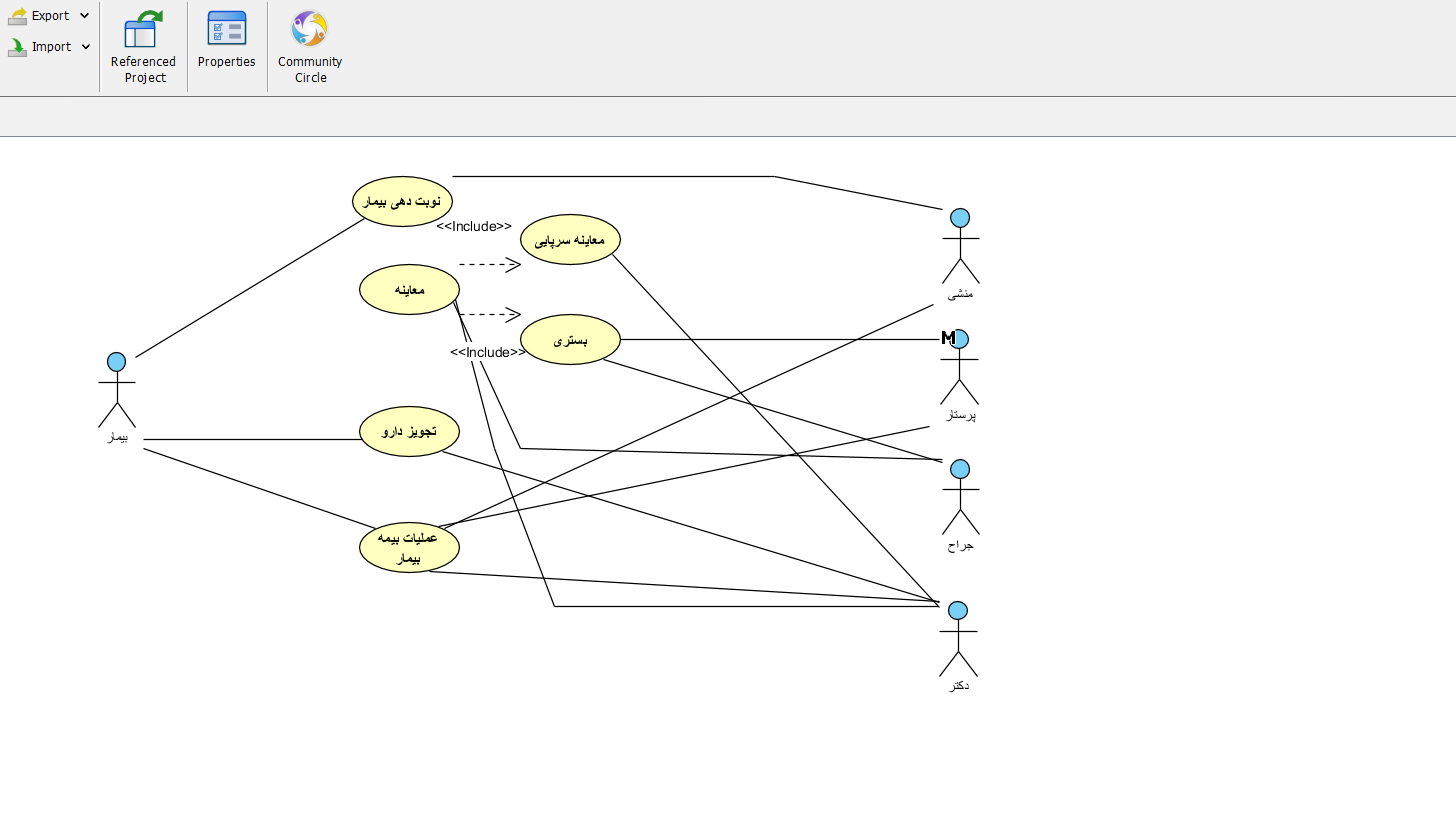 Export
Import
Referenced
Project
Properties
Community
Circle
نوبت دهی بیمار
<<Include>>
معاینه سرپایی
معاینه
منشی
<<Include>>
بستری
M
پرستار
بیمار
تجویز دارو
عملیات بیمه
بیمار
جراح
دکتر